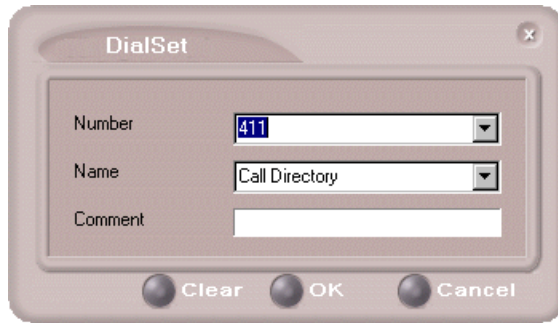 DialSet
Number 411
Name Call Directory
Comment
Clear OK Cancel